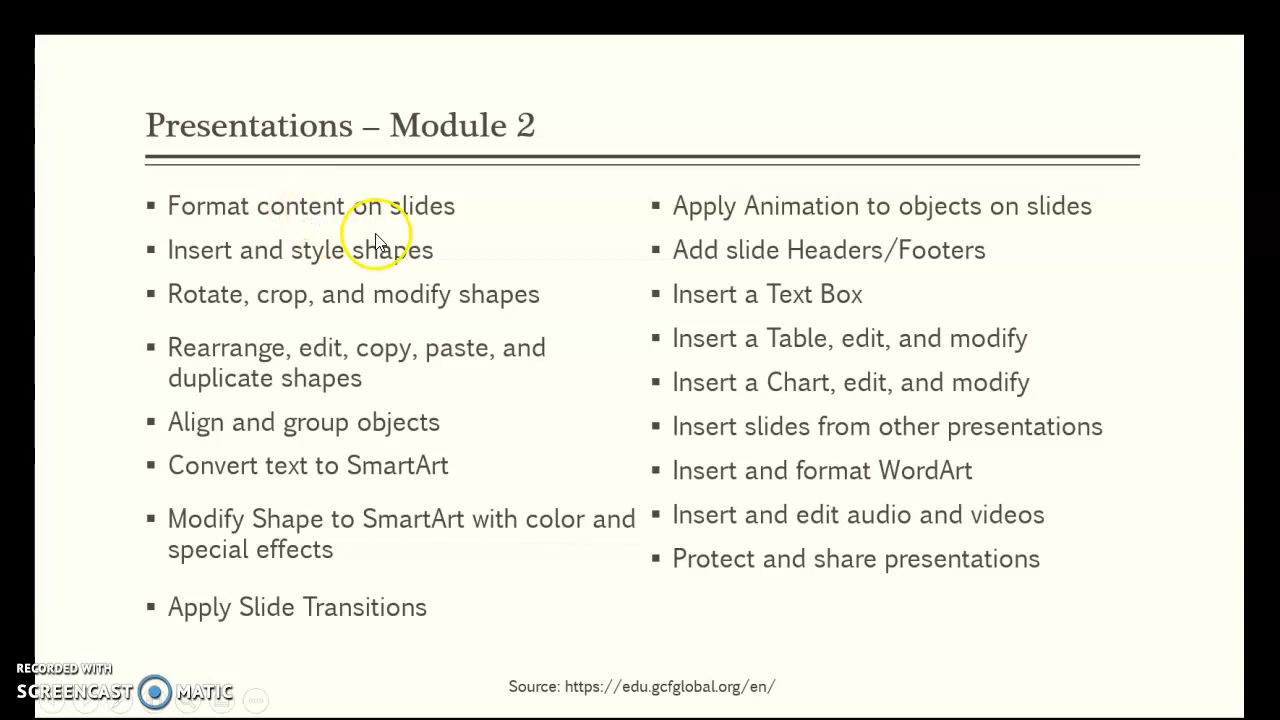 Presentations – Module 2
▪ Format content on slides
▪ Insert and style shapes
▪ Rotate, crop, and modify shapes
▪ Rearrange, edit, copy, paste, and
duplicate shapes
▪ Align and group objects
▪ Convert text to SmartArt
▪ Modify Shape to SmartArt with color and
special effects
▪ Apply Slide Transitions
▪ Apply Animation to objects on slides
▪ Add slide Headers/Footers
▪ Insert a Text Box
▪ Insert a Table, edit, and modify
▪ Insert a Chart, edit, and modify
▪ Insert slides from other presentations
▪ Insert and format WordArt
▪ Insert and edit audio and videos
▪ Protect and share presentations
Source: https://edu.gcfglobal.org/en/
RECORDED WITH
SCREENCAST MATIC